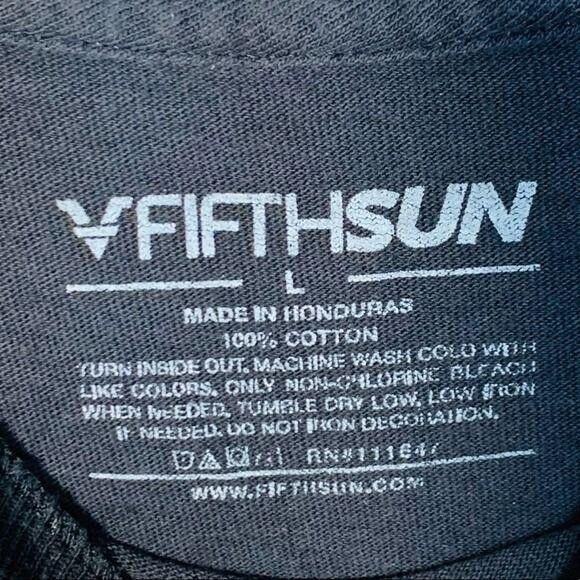 FIFTHSUN
L
MADE IN HONDURAS
100% COTTON
TURN INSIDE OUT. MACHINE WASH COLD WITH
LIKE COLORS. ONLY NON-CHLORINE BLEACH
WHEN NEEDED. TUMBLE DRY LOW. LOW IRON
IF NEEDED. DO NOT IRON DECORATION.
RN#111647
WWW.FIFTHSUN.COM